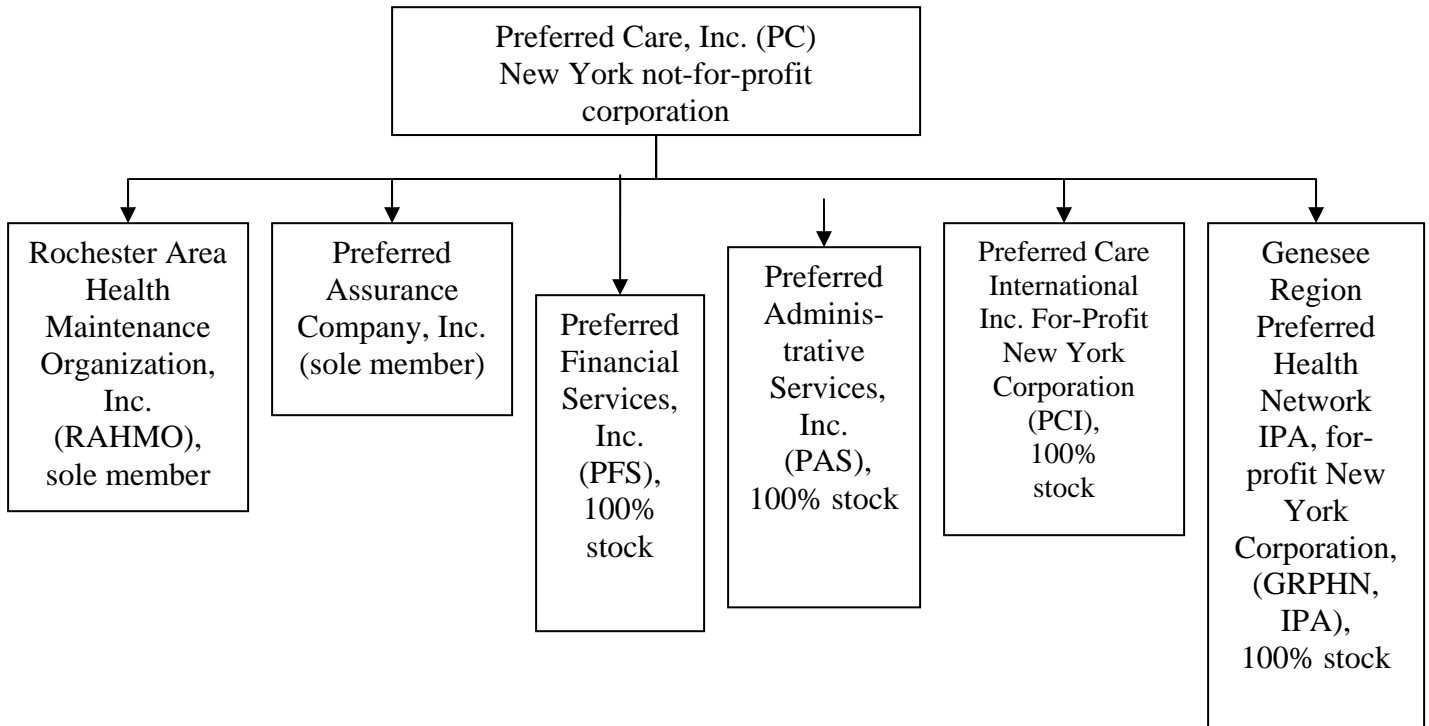 Preferred Care, Inc. (PC)
New York not-for-profit
corporation
Rochester Area
Health
Maintenance
Organization,
Inc.
(RAHMO),
sole member
Preferred
Assurance
Company, Inc.
(sole member)
Preferred
Financial
Services,
Inc.
(PFS),
100%
stock
Preferred
Adminis-
trative
Services,
Inc.
(PAS),
100% stock
Preferred Care
International
Inc. For-Profit
New York
Corporation
(PCI),
100%
stock
Genesee
Region
Preferred
Health
Network
IPA, for-
profit New
York
Corporation,
(GRPHN,
IPA),
100% stock